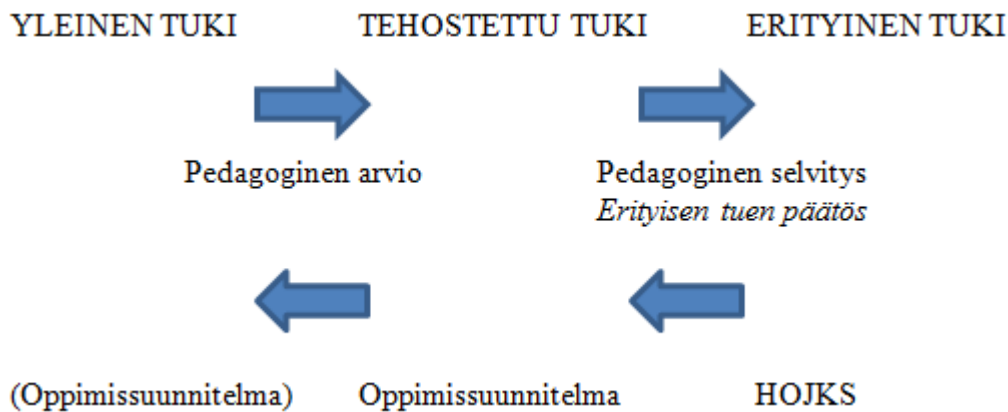 YLEINEN TUKI TEHOSTETTU TUKI ERITYINEN TUKI
Pedagoginen arvio Pedagoginen selvitys
Erityisen tuen päätös
(Oppimissuunnitelma) Oppimissuunnitelma HOJKS